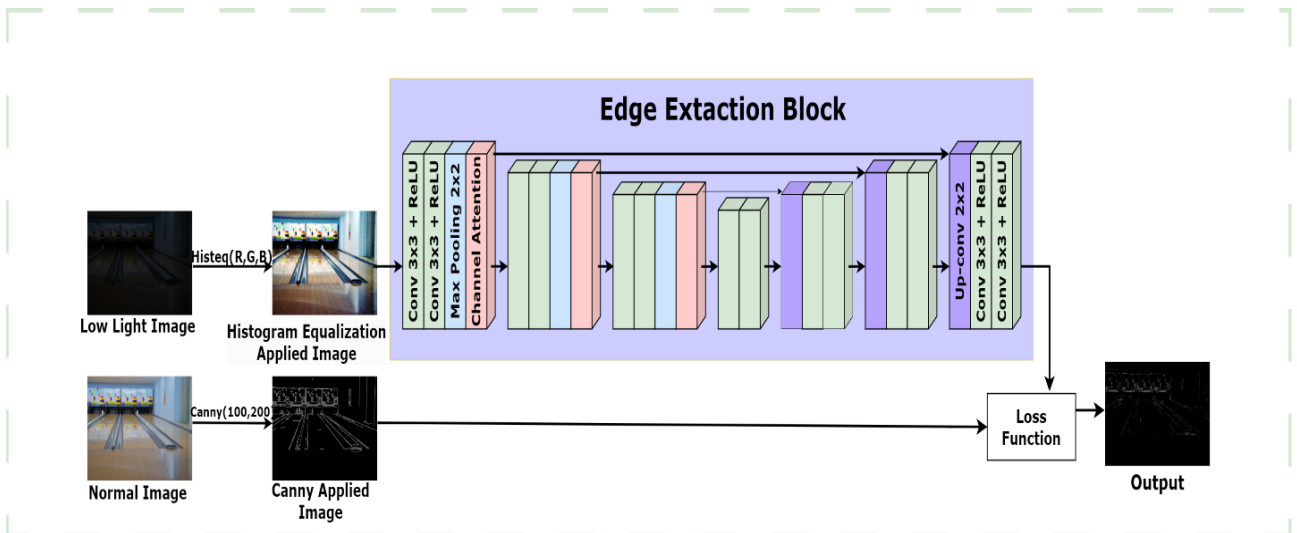 Edge Extaction Block
Conv 3x3 + ReLU
Conv 3x3 + ReLU
Max Pooling 2x2
Channel Attention
Up-conv 2x2
Conv 3x3 + ReLU
Conv 3x3 + ReLU
Histeq(R,G,B)
Low Light Image
Histogram Equalization
Applied Image
Canny(100,200
Normal Image
Canny Applied
Image
Loss
Function
Output